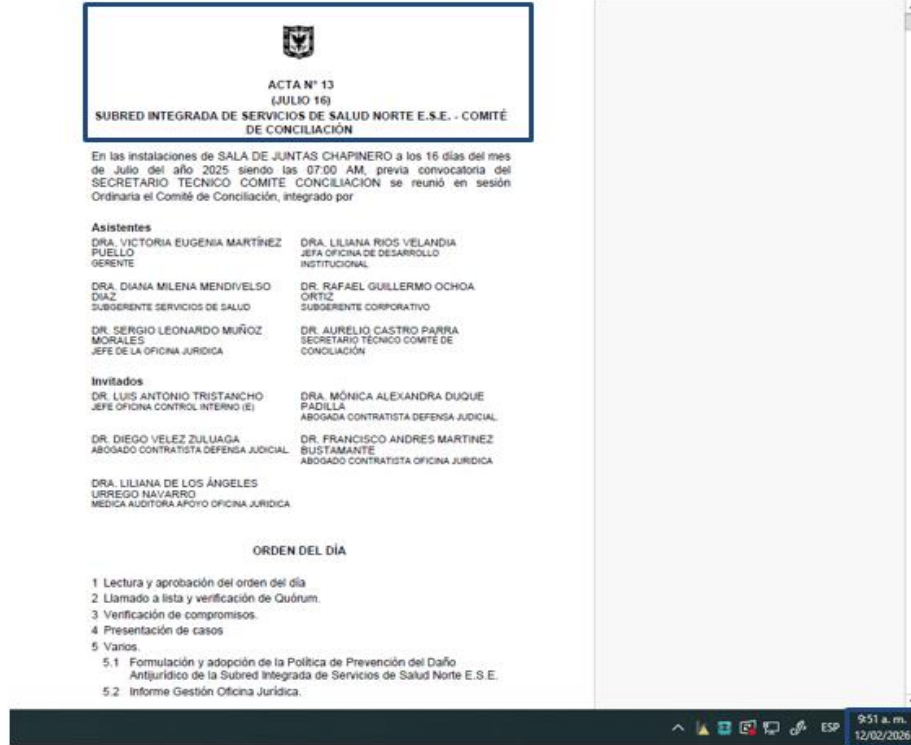 ACTA N° 13
(JULIO 16)
SUBRED INTEGRADA DE SERVICIOS DE SALUD NORTE E.S.E. - COMITÉ
DE CONCILIACIÓN
En las instalaciones de SALA DE JUNTAS CHAPINERO a los 16 días del mes
de Julio del año 2025 siendo las 07:00 AM, previa convocatoria del
SECRETARIO TECNICO COMITE CONCILIACION se reunió en sesión
Ordinaria el Comité de Conciliación, integrado por
Asistentes
DRA. VICTORIA EUGENIA MARTÍNEZ
PUELLO
GERENTE
DRA. LILIANA RIOS VELANDIA
JEFA OFICINA DE DESARROLLO
INSTITUCIONAL
DRA. DIANA MILENA MENDIVELSO
DIAZ
SUBGERENTE SERVICIOS DE SALUD
DR. RAFAEL GUILLERMO OCHOA
ORTIZ
SUBGERENTE CORPORATIVO
DR. SERGIO LEONARDO MUÑOZ
MORALES
JEFE DE LA OFICINA JURIDICA
DR. AURELIO CASTRO PARRA
SECRETARIO TÉCNICO COMITÉ DE
CONCILIACIÓN
Invitados
DR. LUIS ANTONIO TRISTANCHO
JEFE OFICINA CONTROL INTERNO (E)
DRA. MÓNICA ALEXANDRA DUQUE
PADILLA
ABOGADA CONTRATISTA DEFENSA JUDICIAL
DR. DIEGO VELEZ ZULUAGA
ABOGADO CONTRATISTA DEFENSA JUDICIAL
DR. FRANCISCO ANDRES MARTINEZ
BUSTAMANTE
ABOGADO CONTRATISTA OFICINA JURIDICA
DRA. LILIANA DE LOS ÁNGELES
URREGO NAVARRO
MEDICA AUDITORA APOYO OFICINA JURIDICA
ORDEN DEL DÍA
1 Lectura y aprobación del orden del día
2 Llamado a lista y verificación de Quórum.
3 Verificación de compromisos.
4 Presentación de casos
5 Varios.
5.1 Formulación y adopción de la Política de Prevención del Daño
Antijurídico de la Subred Integrada de Servicios de Salud Norte E.S.E.
5.2 Informe Gestión Oficina Jurídica.
ESP
9:51 a. m.
12/02/2026